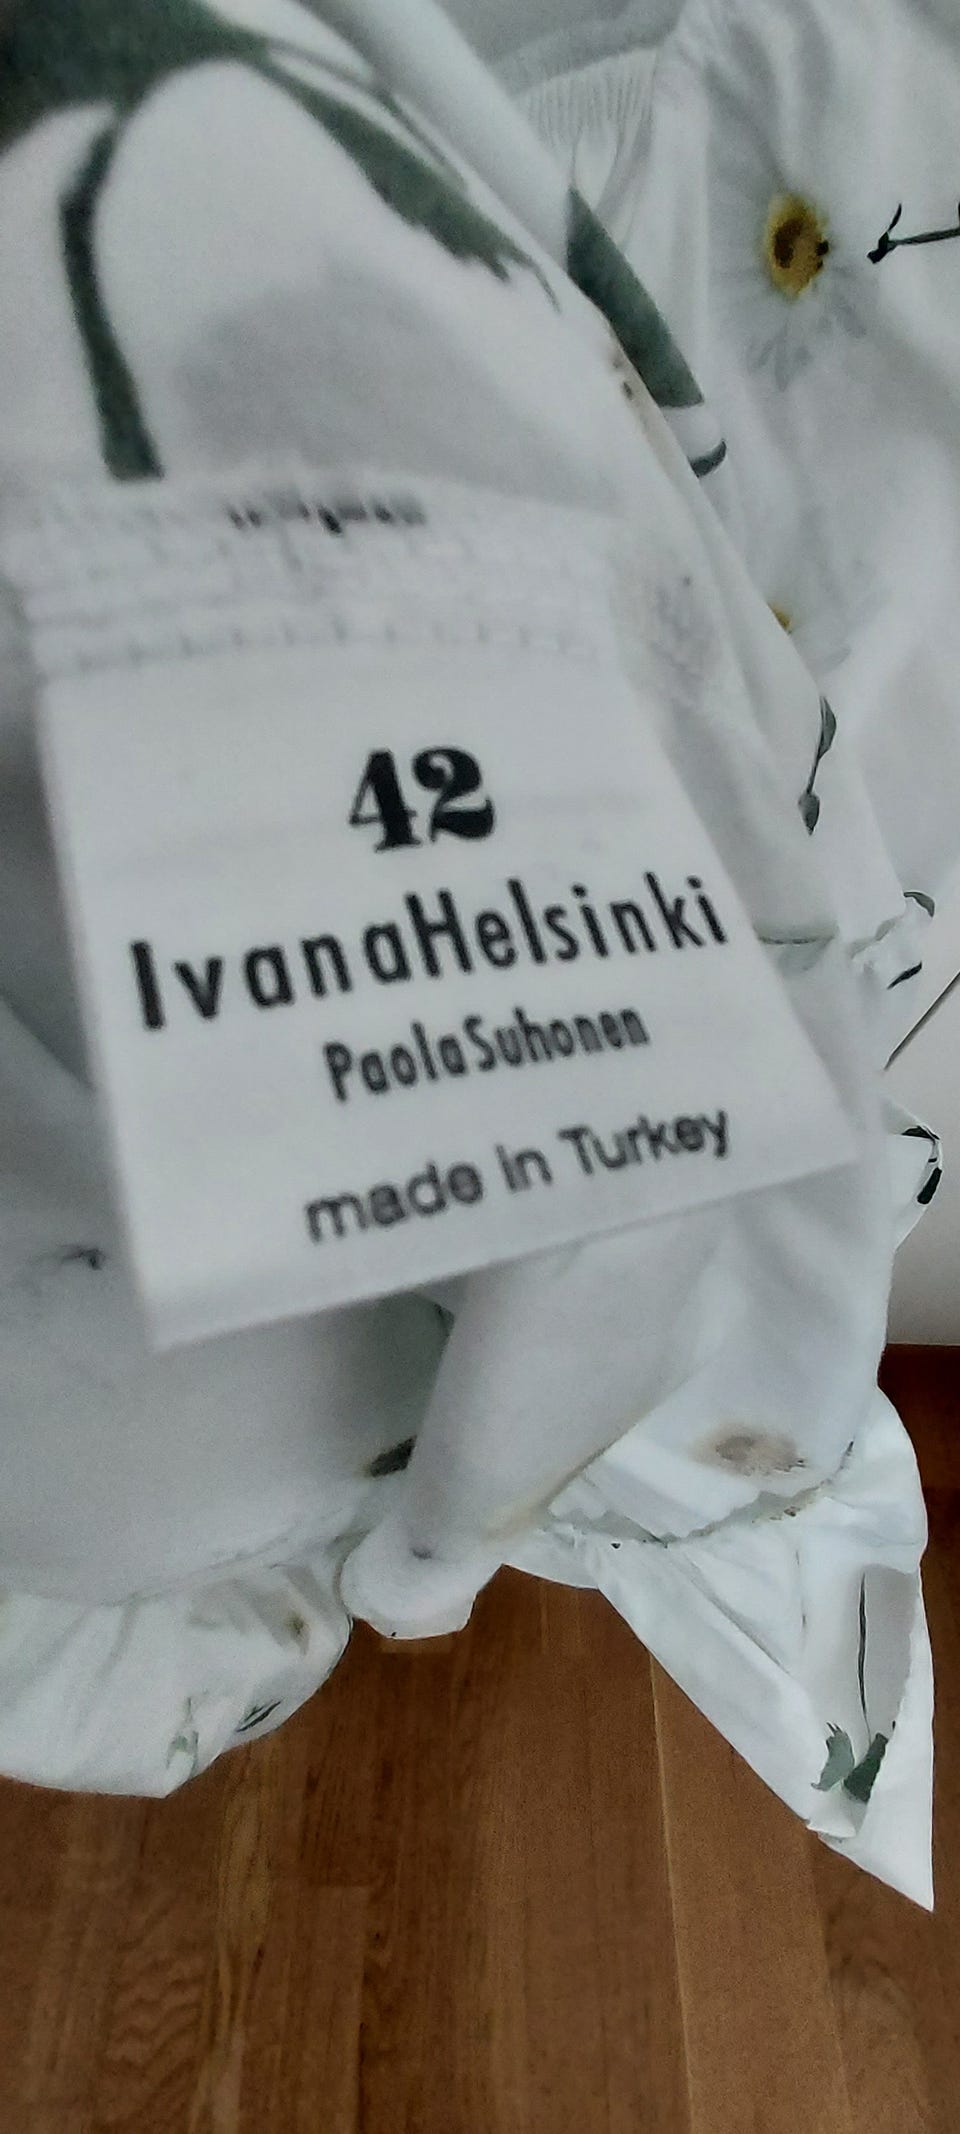 42
IvanaHelsinki
PaolaSuhonen
made in Turkey